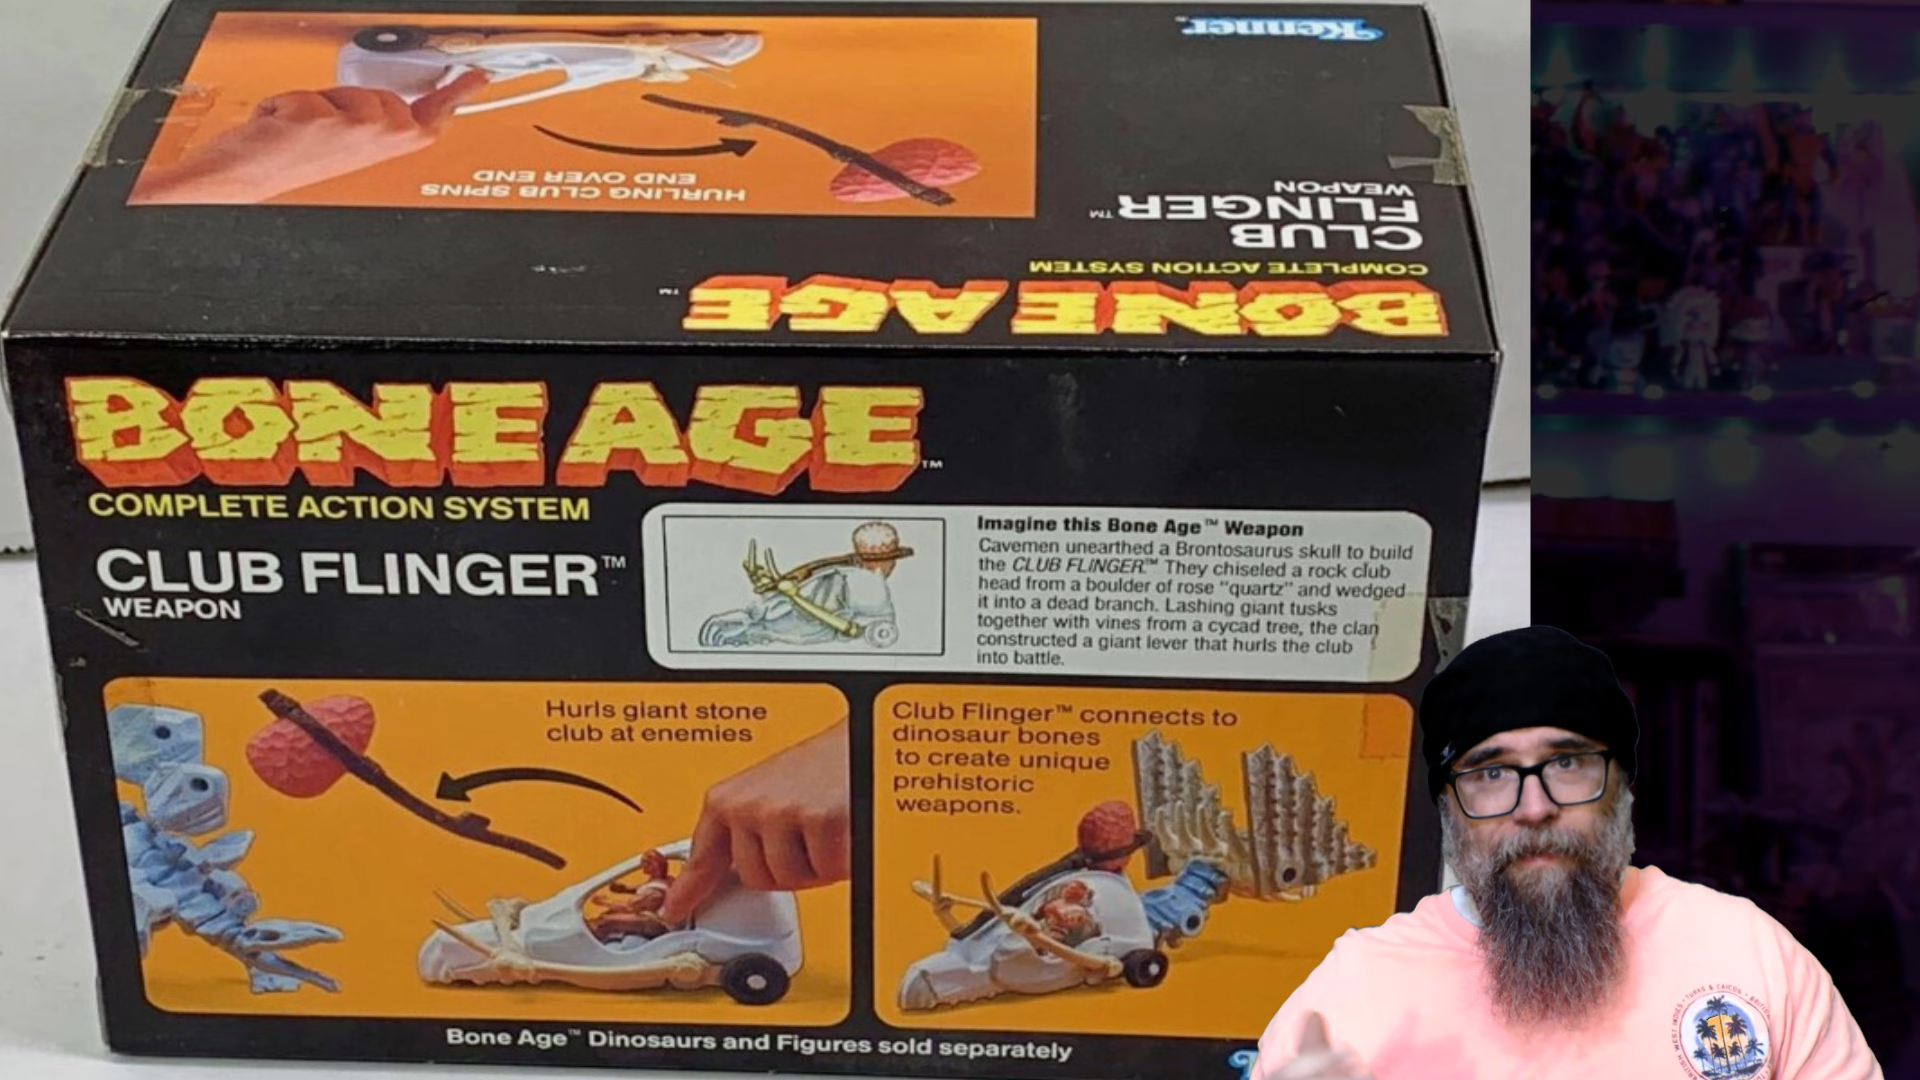 Kenner
HURLING CLUB SPINS
END OVER END
BONE AGE™
COMPLETE ACTION SYSTEM
CLUB
FLINGER™
WEAPON
BONE AGE™
COMPLETE ACTION SYSTEM
CLUB FLINGER™
WEAPON
Imagine this Bone Age™ Weapon
Cavemen unearthed a Brontosaurus skull to build
the CLUB FLINGER™ They chiseled a rock club
head from a boulder of rose "quartz" and wedged
it into a dead branch. Lashing giant tusks
together with vines from a cycad tree, the clan
constructed a giant lever that hurls the club
into battle.
Hurls giant stone
club at enemies
Club Flinger™ connects to
dinosaur bones
to create unique
prehistoric
weapons.
Bone Age™ Dinosaurs and Figures sold separately
TURKS & CAICOS